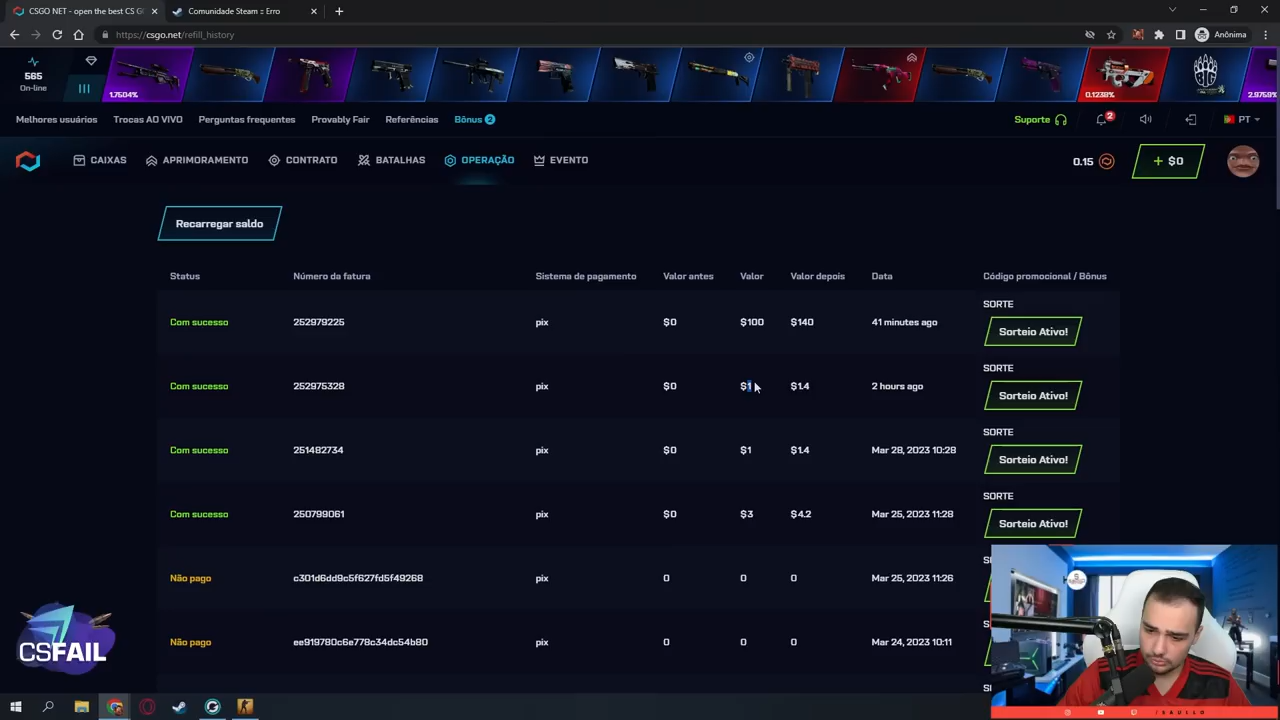 CSGO NET - open the best CS G
Comunidade Steam :: Erro
https://csgo.net/refill_history
Anônima
585
On-line
1.7504%
0.1238%
2.9759%
Melhores usuários
Trocas AO VIVO
Perguntas frequentes
Provably Fair
Referências
Bônus 2
Suporte
2
PT
CAIXAS
APRIMORAMENTO
CONTRATO
BATALHAS
OPERAÇÃO
EVENTO
0.15
+ $0
Recarregar saldo
Status Número da fatura Sistema de pagamento Valor antes Valor Valor depois Data Código promocional / Bônus
SORTE
Com sucesso 252979225 pix $0 $100 $140 41 minutes ago Sorteio Ativo!
SORTE
Com sucesso 252975328 pix $0 $1 $1.4 2 hours ago Sorteio Ativo!
SORTE
Com sucesso 251482734 pix $0 $1 $1.4 Mar 28, 2023 10:28 Sorteio Ativo!
SORTE
Com sucesso 250799061 pix $0 $3 $4.2 Mar 25, 2023 11:28 Sorteio Ativo!
Não pago c301d6dd9c5f627fd5f49268 pix 0 0 0 Mar 25, 2023 11:26
Não pago ee919780c6e778c34dc54b80 pix 0 0 0 Mar 24, 2023 10:11
CSFAIL
/SAULLO